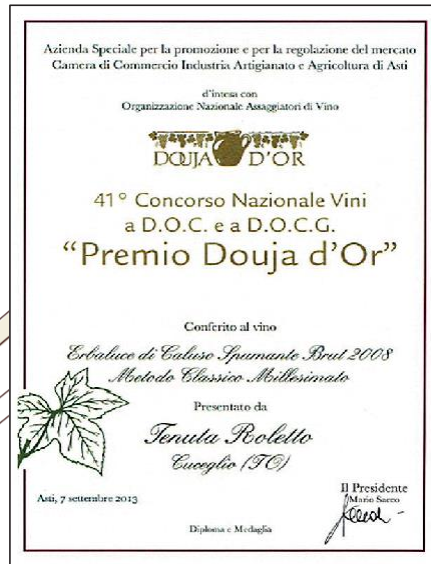 Azienda Speciale per la promozione e per la regolazione del mercato
Camera di Commercio Industria Artigianato e Agricoltura di Asti
d'intesa con
Organizzazione Nazionale Assaggiatori di Vino
DOUJA D'OR
41° Concorso Nazionale Vini
a D.O.C. e a D.O.C.G.
“Premio Douja d'Or”
Conferito al vino
Erbaluce di Caluso Spumante Brut 2008
Metodo Classico Millesimato
Presentato da
Tenuta Roletto
Cuceglio (TO)
Asti, 7 settembre 2013
Il Presidente
Mario Sacco
Diploma e Medaglia